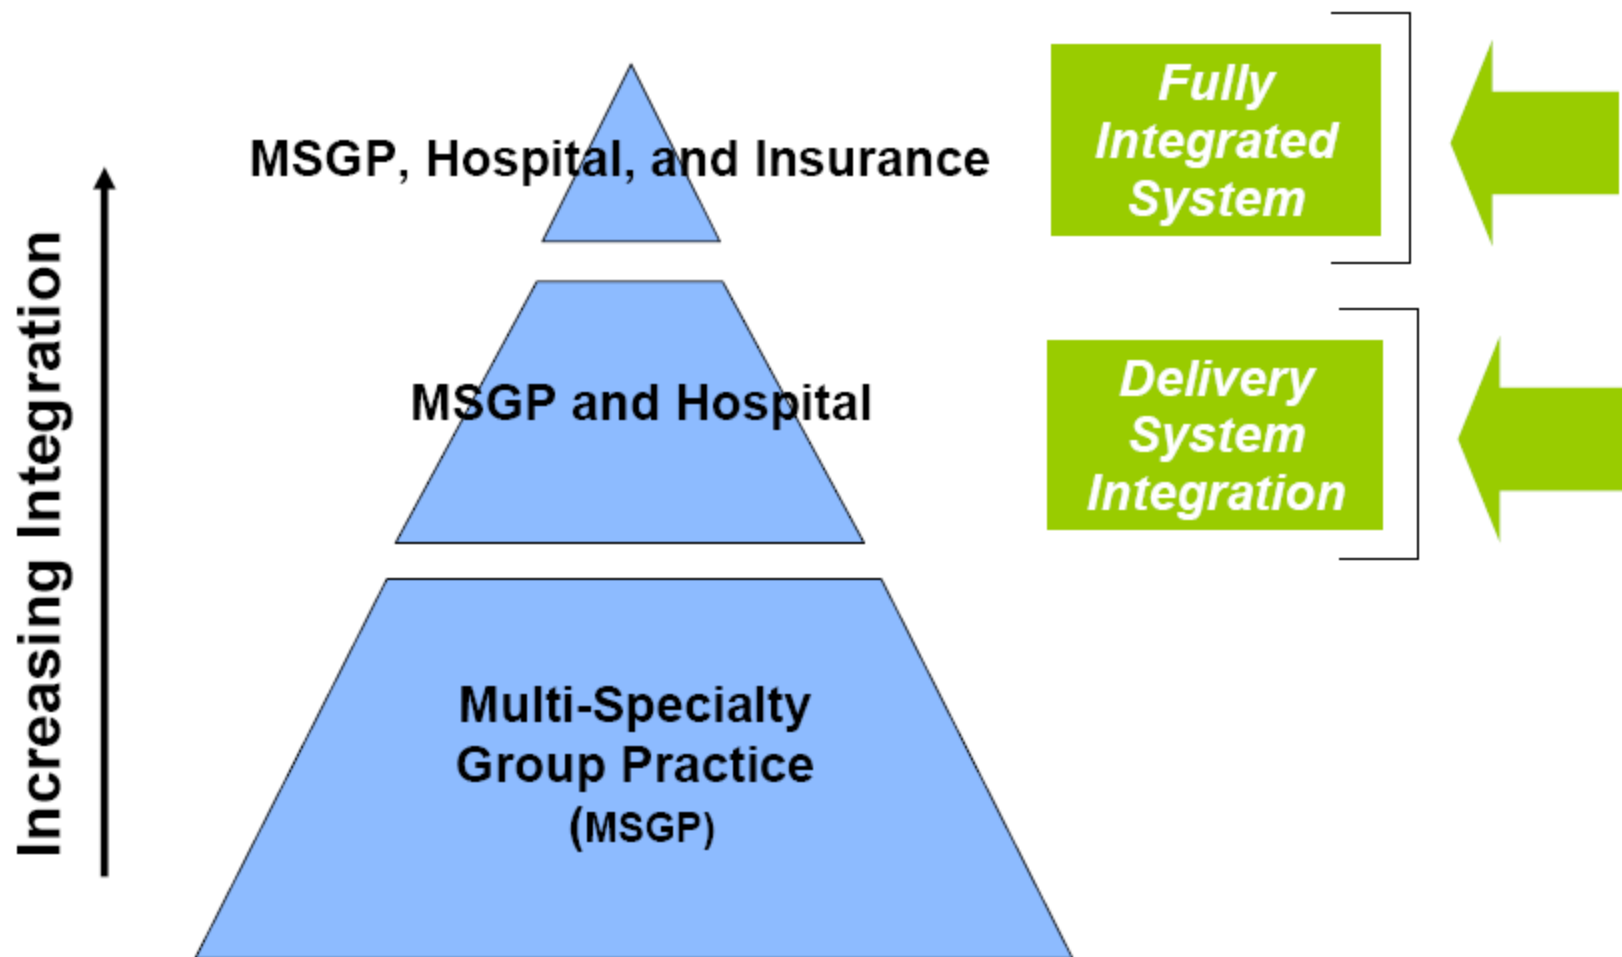 MSGP, Hospital, and Insurance
Fully
Integrated
System
MSGP and Hospital
Delivery
System
Integration
Multi-Specialty
Group Practice
(MSGP)
Increasing Integration